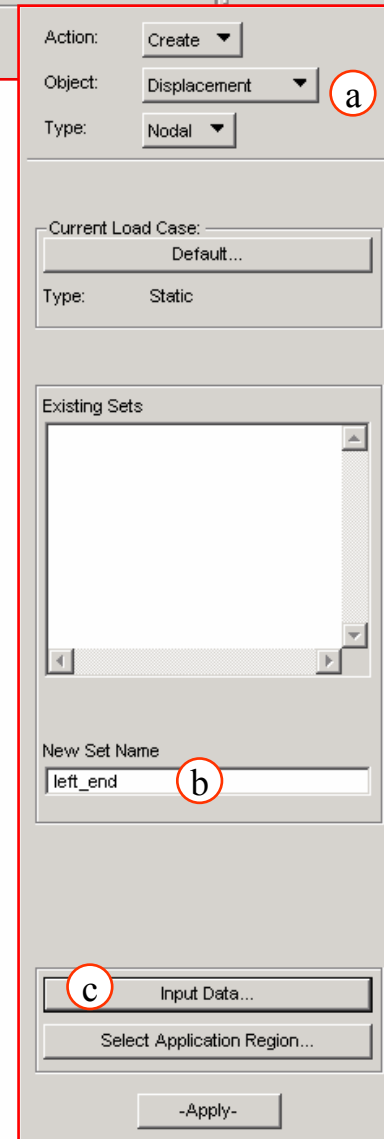 Action: Create
Object: Displacement a
Type: Nodal
Current Load Case:
Default...
Type: Static
Existing Sets
New Set Name
left_end b
c Input Data...
Select Application Region...
-Apply-